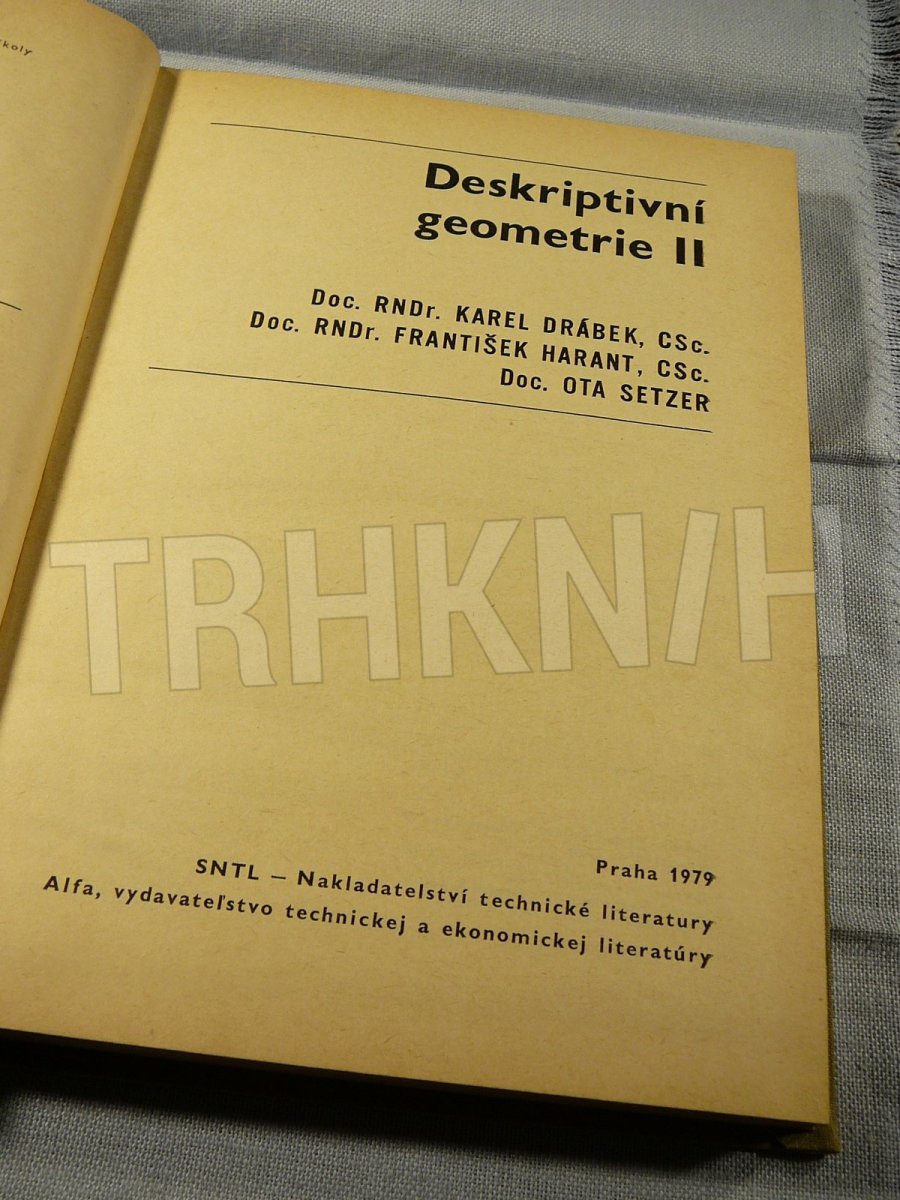 školy
Deskriptivní
geometrie II
Doc. RNDr. KAREL DRÁBEK, CSc.
Doc. RNDr. FRANTIŠEK HARANT, CSc.
Doc. OTA SETZER
TRHKNIH
Praha 1979
SNTL – Nakladatelství technické literatury
Alfa, vydavateľstvo technickej a ekonomickej literatúry